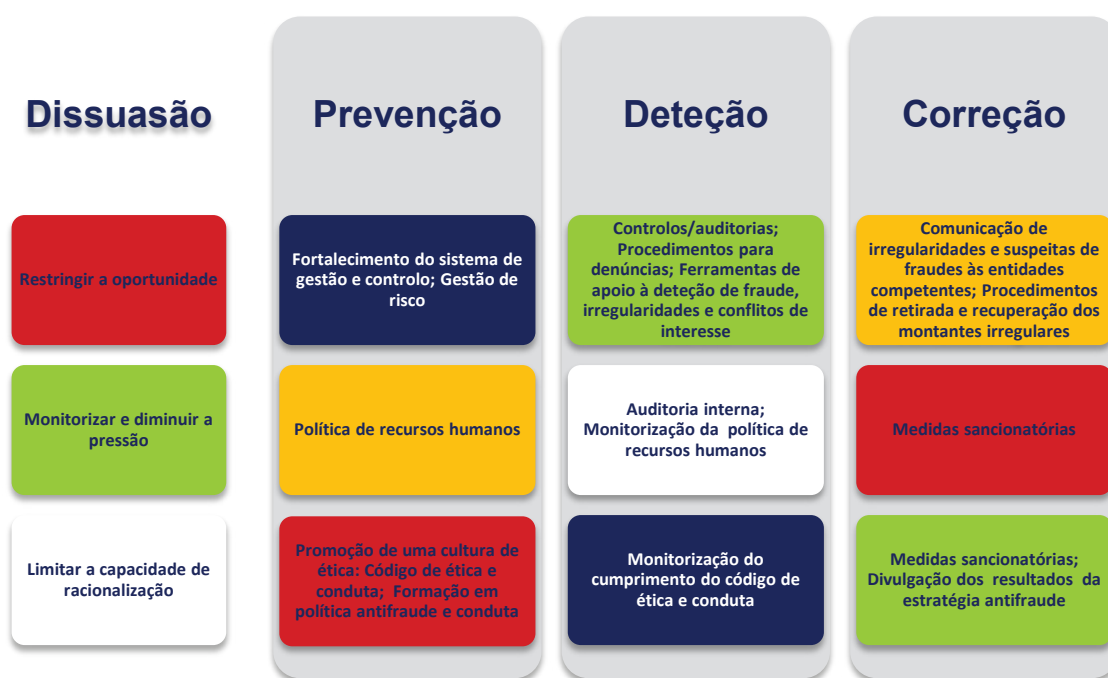 Dissuasão
Prevenção
Deteção
Correção
Restringir a oportunidade
Fortalecimento do sistema de
gestão e controlo; Gestão de
risco
Controlos/auditorias;
Procedimentos para
denúncias; Ferramentas de
apoio à deteção de fraude,
irregularidades e conflitos de
interesse
Comunicação de
irregularidades e suspeitas de
fraudes às entidades
competentes; Procedimentos
de retirada e recuperação dos
montantes irregulares
Monitorizar e diminuir a
pressão
Política de recursos humanos
Auditoria interna;
Monitorização da política de
recursos humanos
Medidas sancionatórias
Limitar a capacidade de
racionalização
Promoção de uma cultura de
ética: Código de ética e
conduta; Formação em
política antifraude e conduta
Monitorização do
cumprimento do código de
ética e conduta
Medidas sancionatórias;
Divulgação dos resultados da
estratégia antifraude